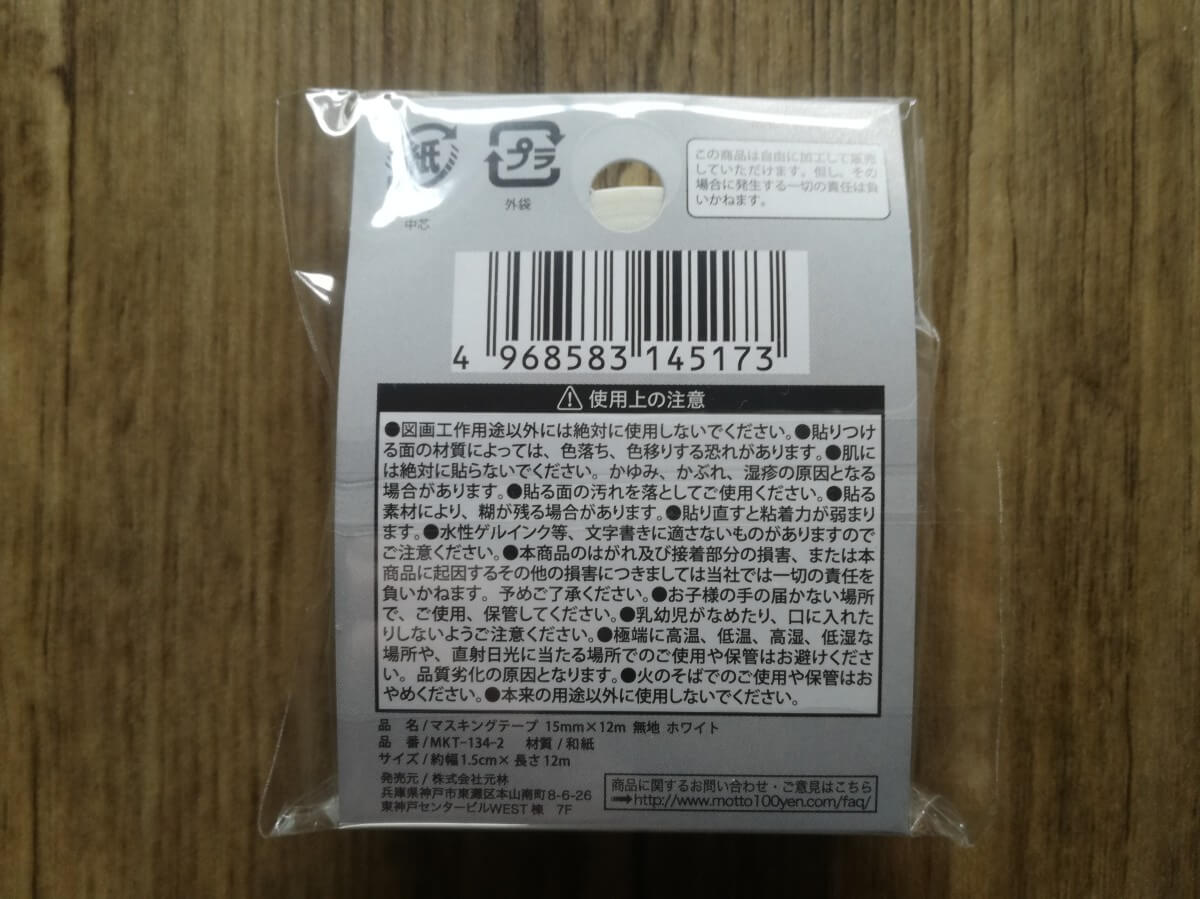 紙
中芯
プラ
外袋
この商品は自由に加工して販売
していただけます。但し、その
場合に発生する一切の責任は負
いかねます。
4 968583 145173
使用上の注意
●図画工作用途以外には絶対に使用しないでください。●貼りつけ
る面の材質によっては、色落ち、色移りする恐れがあります。●肌に
は絶対に貼らないでください。かゆみ、かぶれ、湿疹の原因となる
場合があります。●貼る面の汚れを落としてご使用ください。●貼る
素材により、糊が残る場合があります。●貼り直すと粘着力が弱まり
ます。●水性ゲルインク等、文字書きに適さないものがありますので
ご注意ください。●本商品のはがれ及び接着部分の損害、または本
商品に起因するその他の損害につきましては当社では一切の責任を
負いかねます。予めご了承ください。●お子様の手の届かない場所
で、ご使用、保管してください。●乳幼児がなめたり、口に入れた
りしないようご注意ください。●極端に高温、低温、高湿、低湿な
場所や、直射日光に当たる場所でのご使用や保管はお避けくださ
い。品質劣化の原因となります。●火のそばでのご使用や保管はお
やめください。●本来の用途以外に使用しないでください。
品 名/マスキングテープ 15mm×12m 無地 ホワイト
品 番/MKT-134-2 材質/和紙
サイズ/約幅1.5cm×長さ12m
発売元/株式会社元林
兵庫県神戸市東灘区本山南町8-6-26
東神戸センタービルWEST棟 7F
商品に関するお問い合わせ・ご意見はこちら
➡http://www.motto100yen.com/faq/